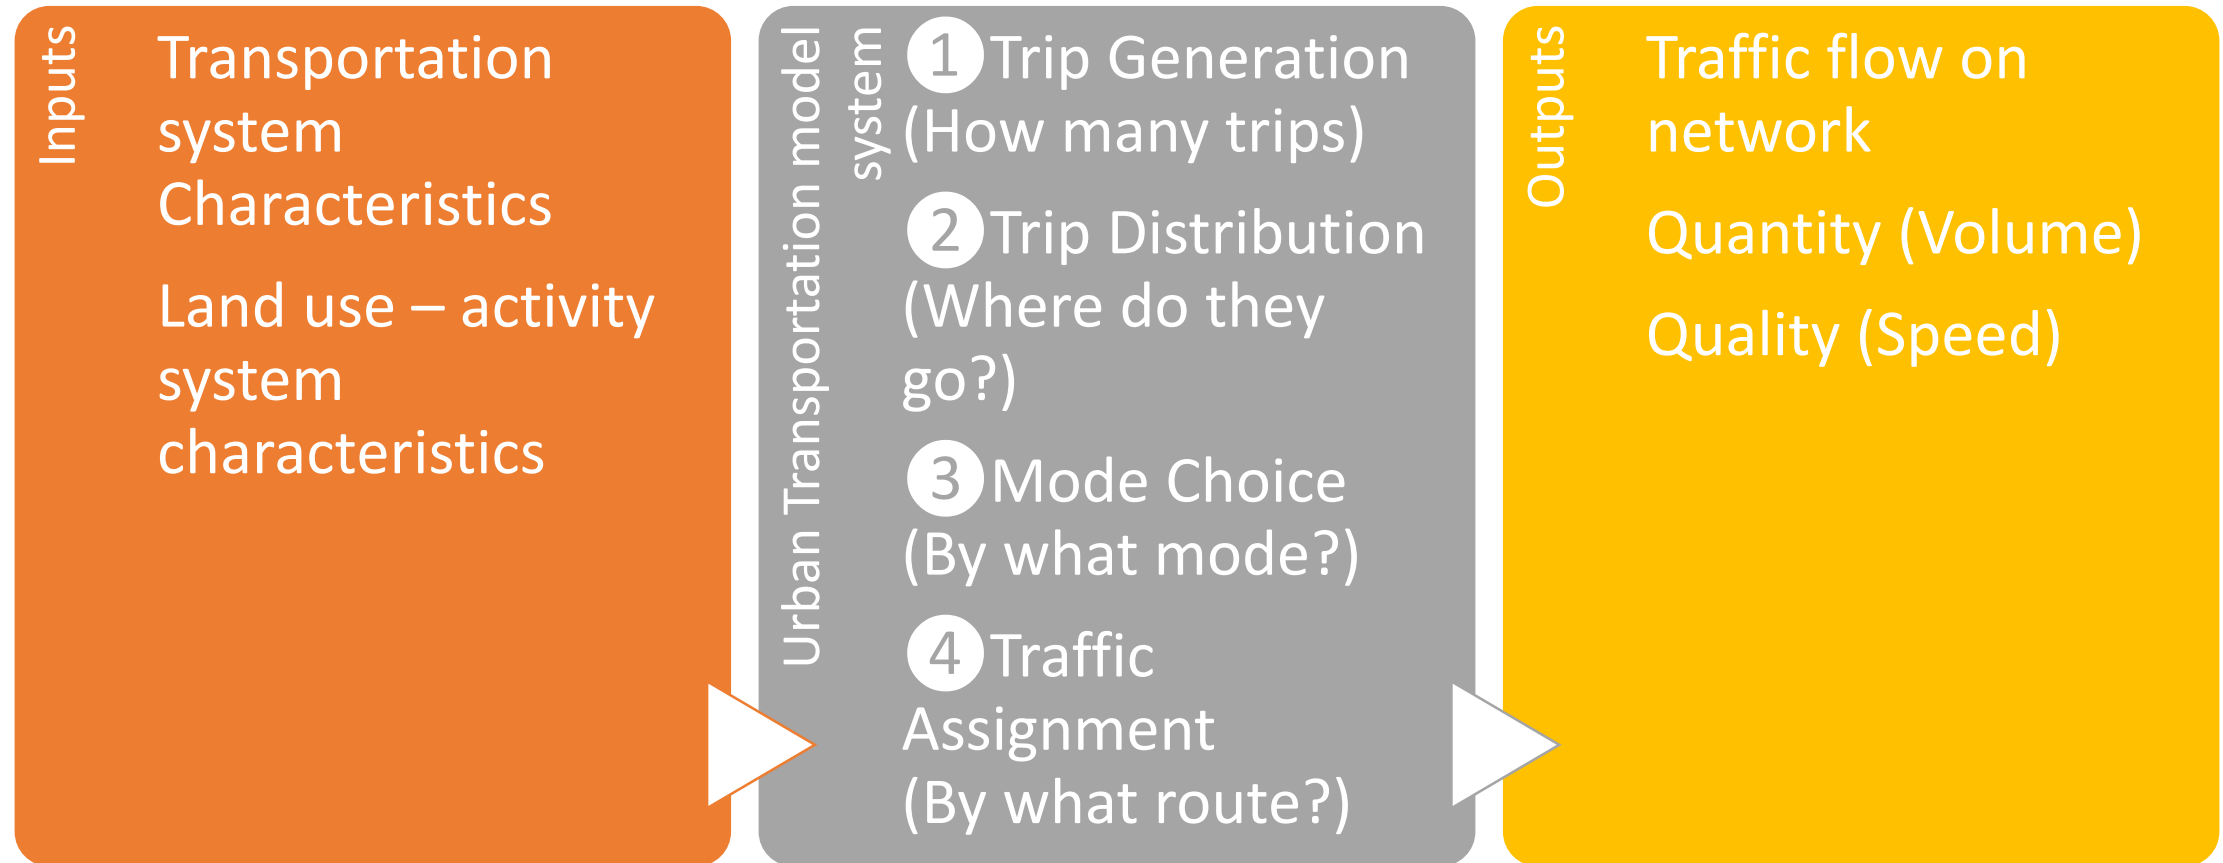 Inputs
Transportation
system
Characteristics
Land use – activity
system
characteristics
Urban Transportation model
system
1 Trip Generation
(How many trips)
2 Trip Distribution
(Where do they
go?)
3 Mode Choice
(By what mode?)
4 Traffic
Assignment
(By what route?)
Outputs
Traffic flow on
network
Quantity (Volume)
Quality (Speed)